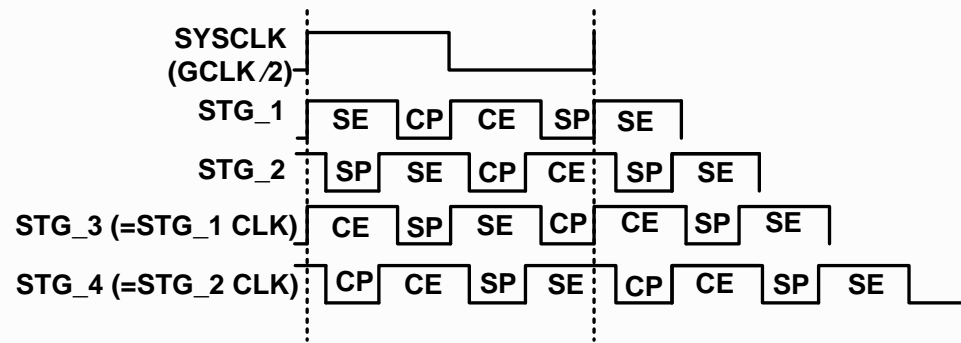 SYSCLK
(GCLK/2)
STG_1 SE CP CE SP SE
STG_2 SP SE CP CE SP SE
STG_3 (=STG_1 CLK) CE SP SE CP CE SP SE
STG_4 (=STG_2 CLK) CP CE SP SE CP CE SP SE